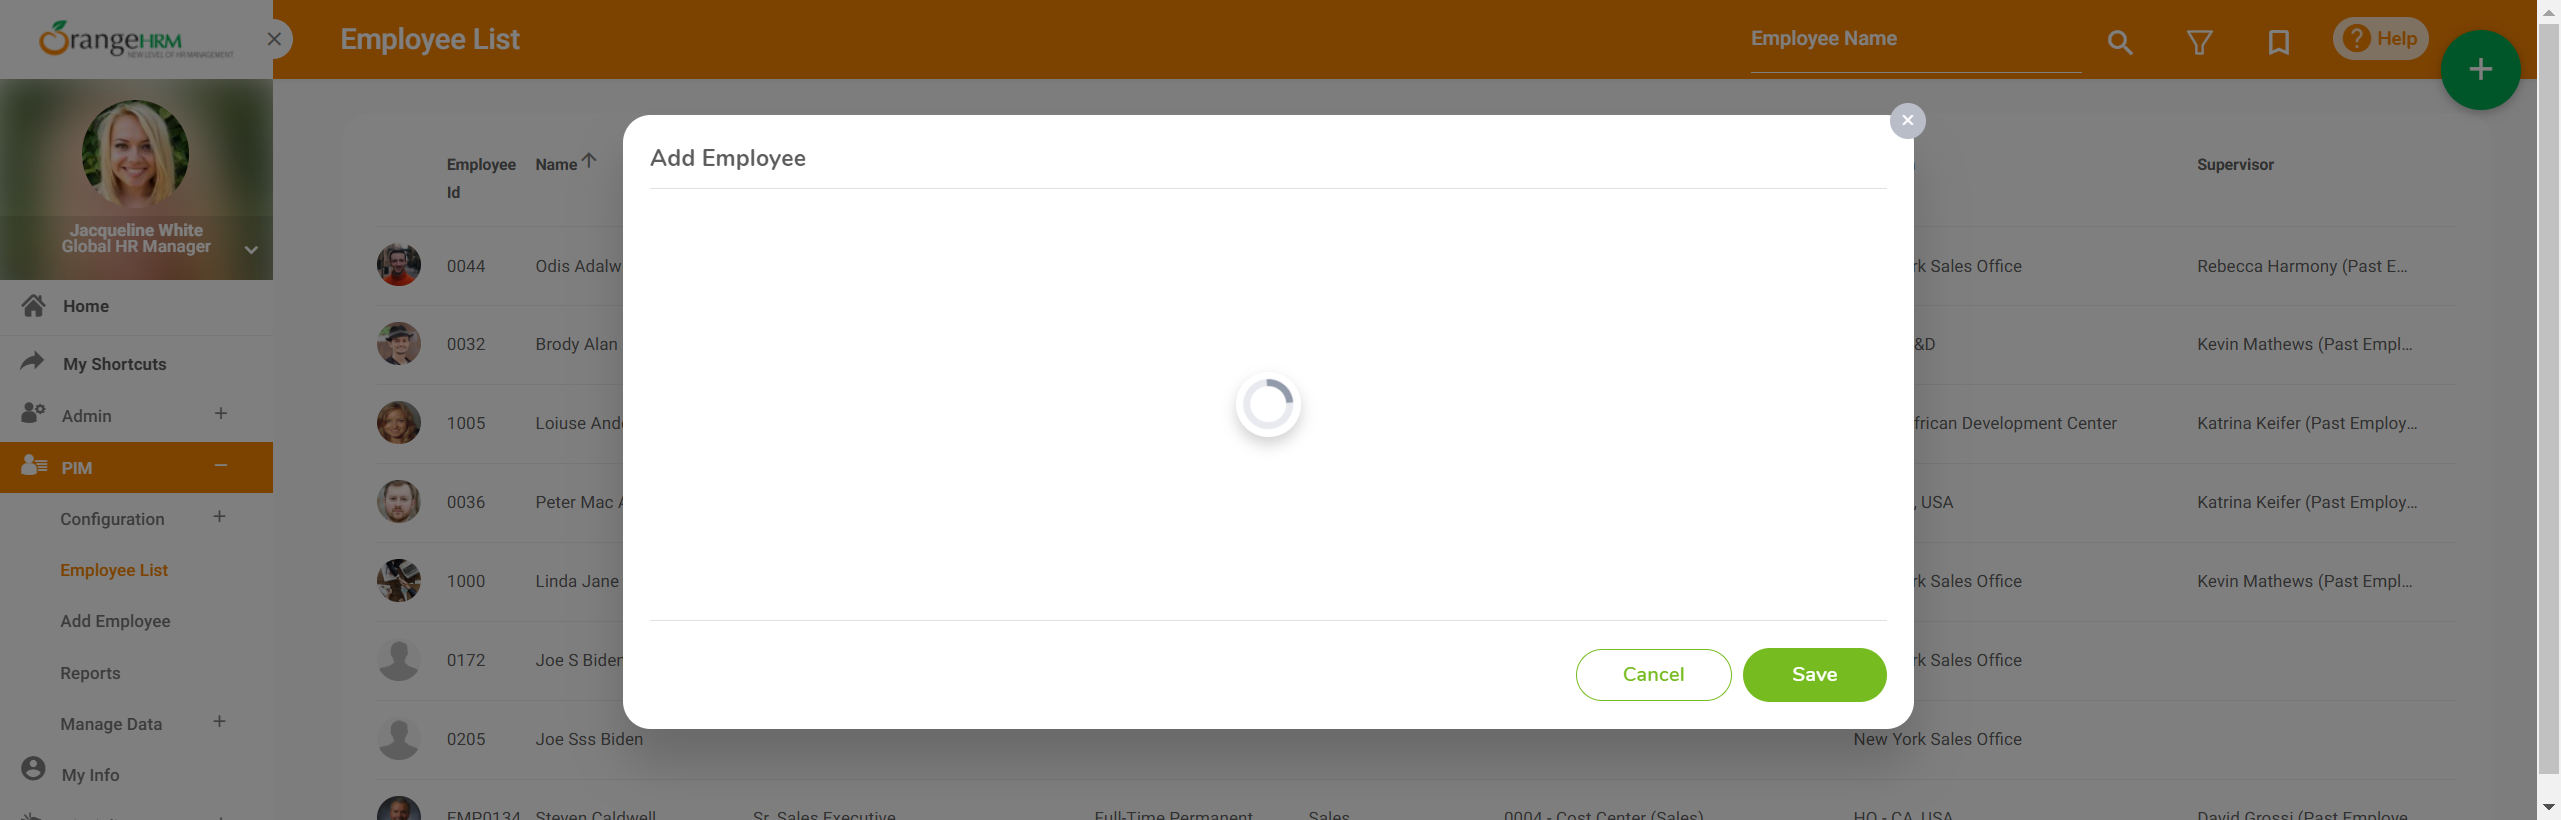 OrangeHRM
NEW LEVEL OF HR MANAGEMENT
Employee List
Employee Name
? Help
Jacqueline White
Global HR Manager
Home
My Shortcuts
Admin
PIM
Configuration
Employee List
Add Employee
Reports
Manage Data
My Info
Add Employee
Cancel
Save
Employee Id Name Supervisor
0044 Odis Adalw rk Sales Office Rebecca Harmony (Past E...
0032 Brody Alan &D Kevin Mathews (Past Empl...
1005 Loiuse And frican Development Center Katrina Keifer (Past Employ...
0036 Peter Mac , USA Katrina Keifer (Past Employ...
1000 Linda Jane rk Sales Office Kevin Mathews (Past Empl...
0172 Joe S Biden rk Sales Office
0205 Joe Sss Biden New York Sales Office
EMP0134 Steven Caldwell Sr. Sales Executive Full-Time Permanent Sales 0004 - Cost Center (Sales) HQ - CA, USA David Grossi (Past Employe